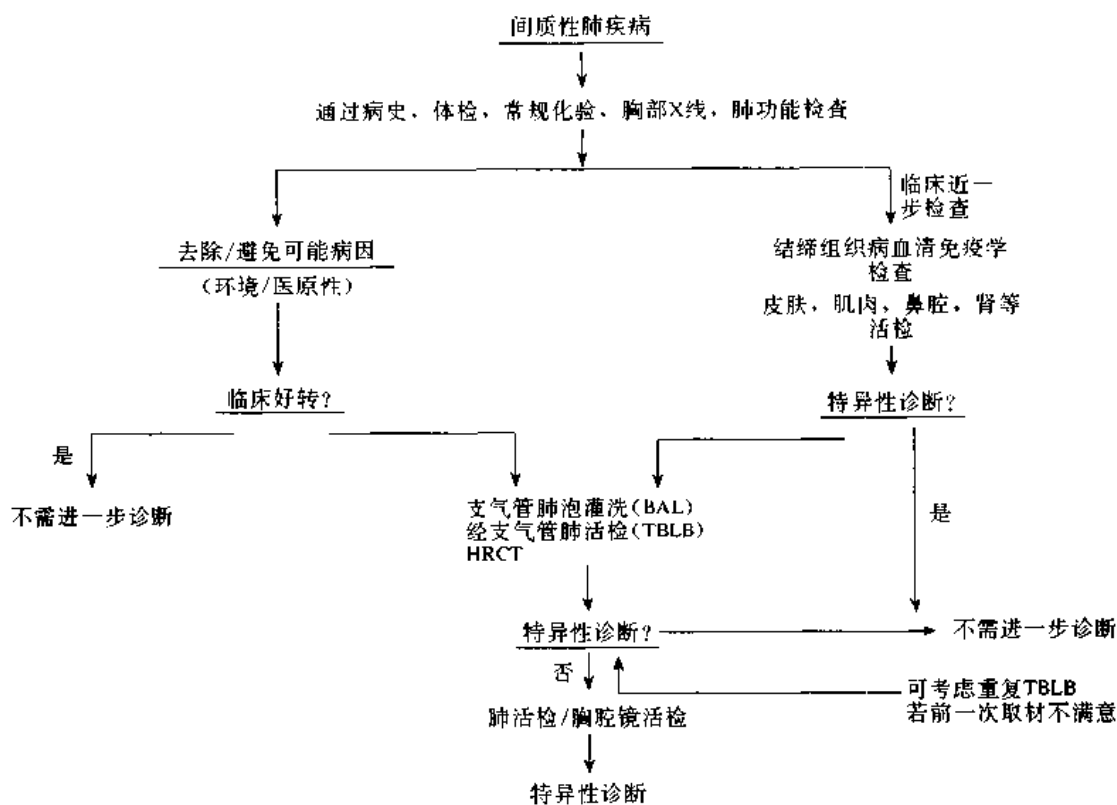 间质性肺疾病
通过病史、体检，常规化验、胸部X线，肺功能检查
临床近一
步检查
去除/避免可能病因
（环境/医原性）
结缔组织病血清免疫学
检查
皮肤，肌肉，鼻腔，肾等
活检
临床好转？
特异性诊断？
是
不需进一步诊断
支气管肺泡灌洗（BAL）
经支气管肺活检（TBLB）
HRCT
是
特异性诊断？
不需进一步诊断
否
可考虑重复TBLB
若前一次取材不满意
肺活检/胸腔镜活检
特异性诊断